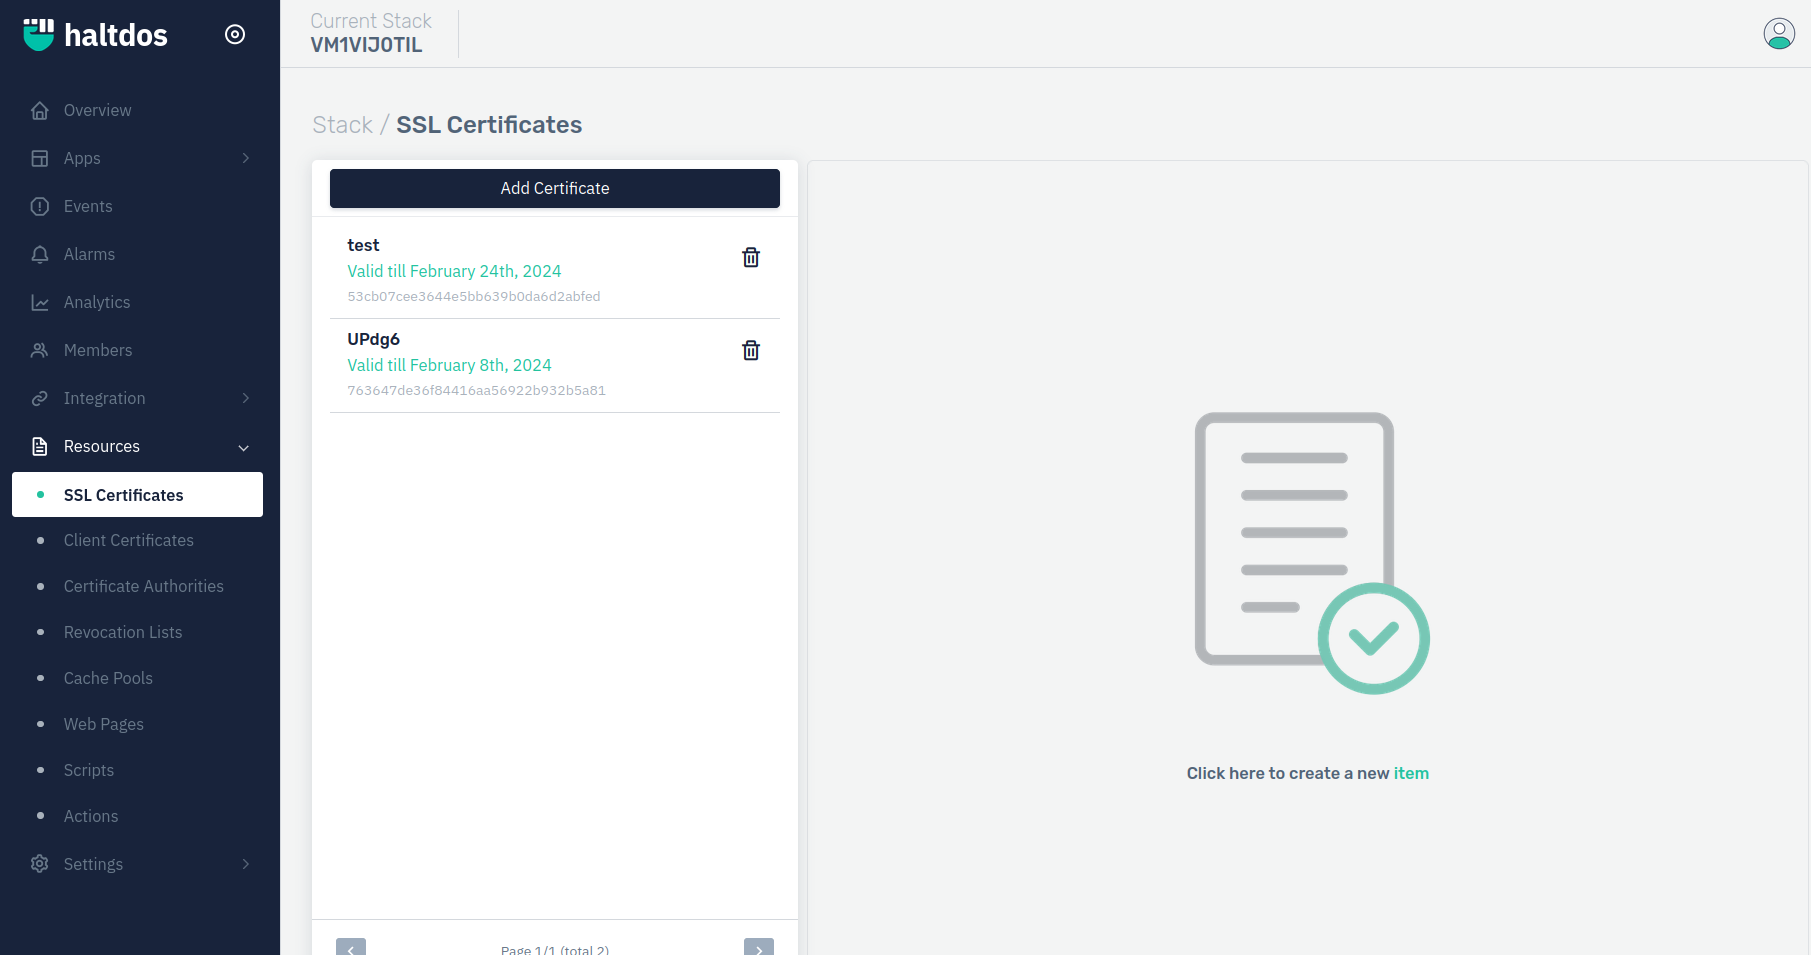 haltdos
Current Stack
VM1VIJ0TIL
Overview
Apps
Events
Alarms
Analytics
Members
Integration
Resources
SSL Certificates
Client Certificates
Certificate Authorities
Revocation Lists
Cache Pools
Web Pages
Scripts
Actions
Settings
Stack / SSL Certificates
Add Certificate
test
Valid till February 24th, 2024
53cb07cee3644e5bb639b0da6d2abfed
UPdg6
Valid till February 8th, 2024
763647de36f84416aa56922b932b5a81
Page 1/1 (total 2)
Click here to create a new item